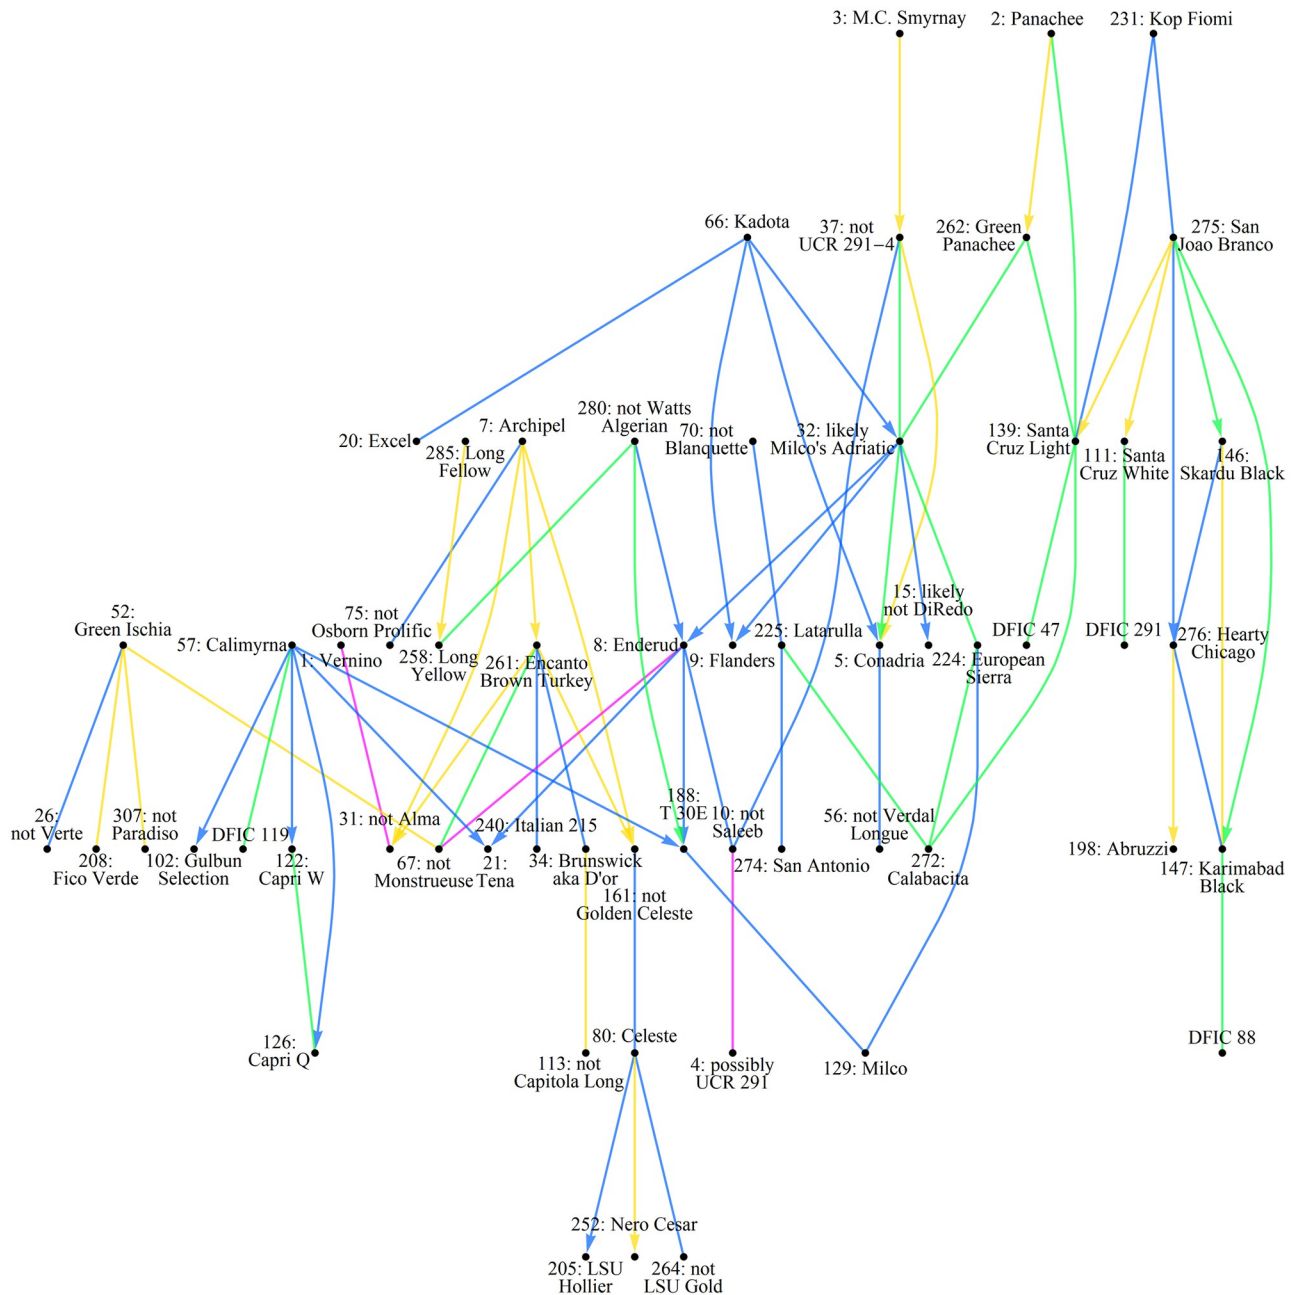 3: M.C. Smyrnay
2: Panachee
231: Kop Fiomi
66: Kadota
37: not
UCR 291−4
262: Green
Panachee
275: San
Joao Branco
20: Excel
285: Long
Fellow
7: Archipel
280: not Watts
Algerian
70: not
Blanquette
32: likely
Milco's Adriatic
139: Santa
Cruz Light
111: Santa
Cruz White
146:
Skardu Black
52:
Green Ischia
57: Calimyrna
1: Vernino
75: not
Osborn Prolific
258: Long
Yellow
261: Encanto
Brown Turkey
8: Enderud
9: Flanders
225: Latarulla
5: Conadria
15: likely
not DiRedo
224: European
Sierra
DFIC 47
DFIC 291
276: Hearty
Chicago
26:
not Verte
208:
Fico Verde
307: not
Paradiso
102: Gulbun
Selection
DFIC 119
122:
Capri W
31: not Alma
67: not
Monstrueuse
21:
Tena
240: Italian 215
34: Brunswick
aka D'or
161: not
Golden Celeste
188:
T 30E
10: not
Saleeb
274: San Antonio
56: not Verdal
Longue
272:
Calabacita
198: Abruzzi
147: Karimabad
Black
126:
Capri Q
113: not
Capitola Long
80: Celeste
4: possibly
UCR 291
129: Milco
DFIC 88
205: LSU
Hollier
252: Nero Cesar
264: not
LSU Gold